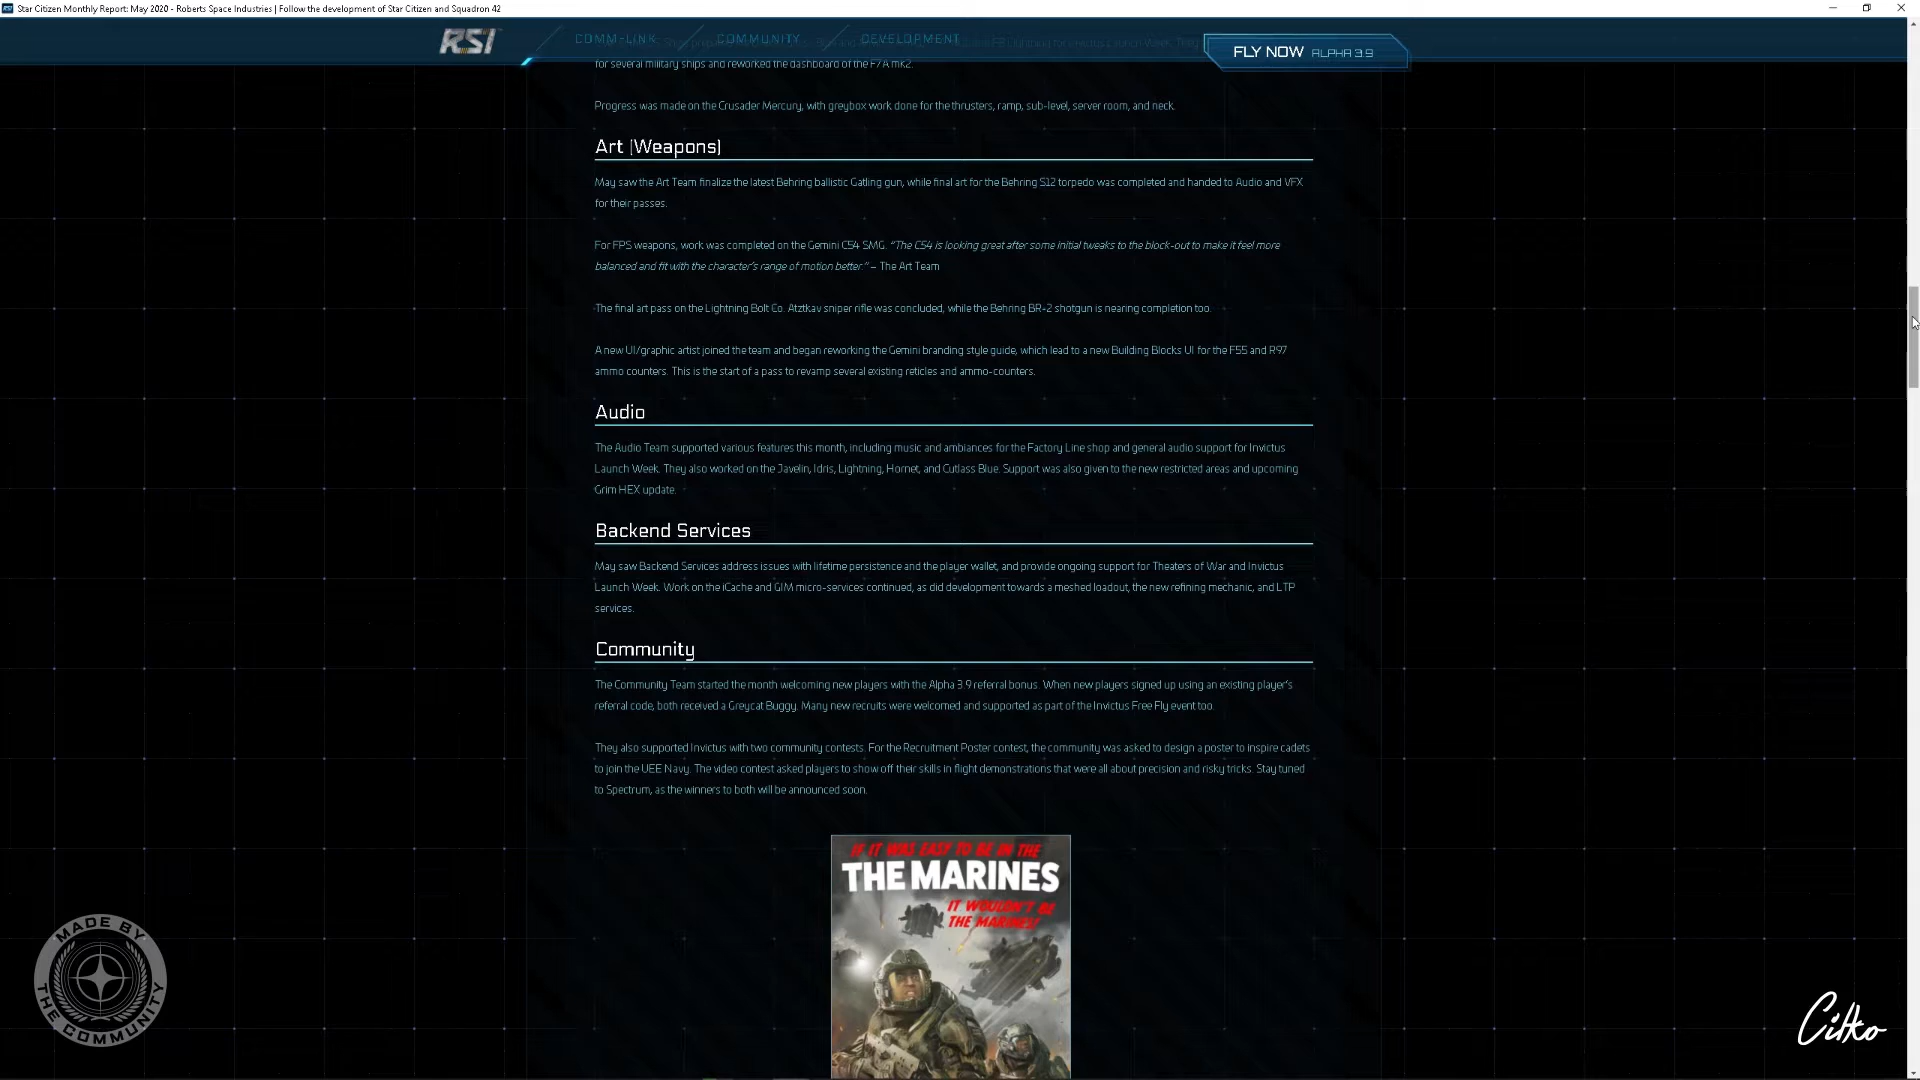 Star Citizen Monthly Report: May 2020 - Roberts Space Industries | Follow the development of Star Citizen and Squadron 42
RSI
COMM-LINK
COMMUNITY
DEVELOPMENT
FLY NOW ALPHA 3.9
for several military ships and reworked the dashboard of the F7A mk2.
Progress was made on the Crusader Mercury, with greybox work done for the thrusters, ramp, sub-level, server room, and neck.
Art (Weapons)
May saw the Art Team finalize the latest Behring ballistic Gatling gun, while final art for the Behring S12 torpedo was completed and handed to Audio and VFX
for their passes.
For FPS weapons, work was completed on the Gemini C54 SMG. “The C54 is looking great after some initial tweaks to the block-out to make it feel more
balanced and fit with the character’s range of motion better.” – The Art Team
The final art pass on the Lightning Bolt Co. Atztkav sniper rifle was concluded, while the Behring BR-2 shotgun is nearing completion too.
A new UI/graphic artist joined the team and began reworking the Gemini branding style guide, which lead to a new Building Blocks UI for the F55 and R97
ammo counters. This is the start of a pass to revamp several existing reticles and ammo-counters.
Audio
The Audio Team supported various features this month, including music and ambiances for the Factory Line shop and general audio support for Invictus
Launch Week. They also worked on the Javelin, Idris, Lightning, Hornet, and Cutlass Blue. Support was also given to the new restricted areas and upcoming
Grim HEX update.
Backend Services
May saw Backend Services address issues with lifetime persistence and the player wallet, and provide ongoing support for Theaters of War and Invictus
Launch Week. Work on the iCache and GIM micro-services continued, as did development towards a meshed loadout, the new refining mechanic, and LTP
services.
Community
The Community Team started the month welcoming new players with the Alpha 3.9 referral bonus. When new players signed up using an existing player’s
referral code, both received a Greycat Buggy. Many new recruits were welcomed and supported as part of the Invictus Free Fly event too.
They also supported Invictus with two community contests. For the Recruitment Poster contest, the community was asked to design a poster to inspire cadets
to join the UEE Navy. The video contest asked players to show off their skills in flight demonstrations that were all about precision and risky tricks. Stay tuned
to Spectrum, as the winners to both will be announced soon.
IF IT WAS EASY TO BE IN THE
THE MARINES
IT WOULDN'T BE
THE MARINES!
MADE BY
THE COMMUNITY